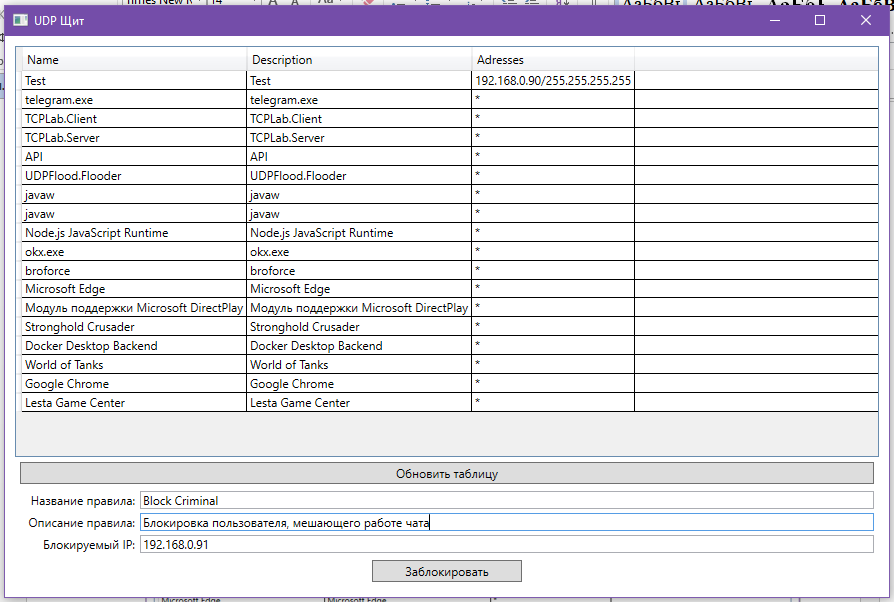 UDP Щит
Name Description Adresses
Test Test 192.168.0.90/255.255.255.255
telegram.exe telegram.exe *
TCPLab.Client TCPLab.Client *
TCPLab.Server TCPLab.Server *
API API *
UDPFlood.Flooder UDPFlood.Flooder *
javaw javaw *
javaw javaw *
Node.js JavaScript Runtime Node.js JavaScript Runtime *
okx.exe okx.exe *
broforce broforce *
Microsoft Edge Microsoft Edge *
Модуль поддержки Microsoft DirectPlay Модуль поддержки Microsoft DirectPlay *
Stronghold Crusader Stronghold Crusader *
Docker Desktop Backend Docker Desktop Backend *
World of Tanks World of Tanks *
Google Chrome Google Chrome *
Lesta Game Center Lesta Game Center *
Обновить таблицу
Название правила: Block Criminal
Описание правила: Блокировка пользователя, мешающего работе чата
Блокируемый IP: 192.168.0.91
Заблокировать